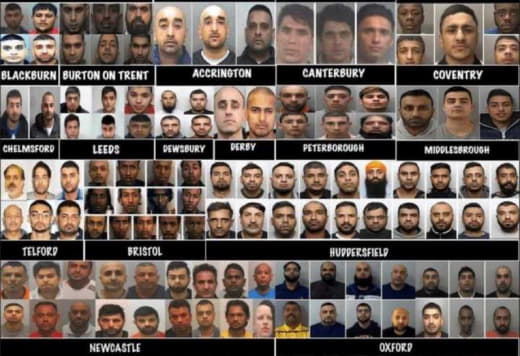 BLACKBURN BURTON ON TRENT ACCRINGTON CANTERBURY COVENTRY
CHELMSFORD LEEDS DEWSBURY DERBY PETERBOROUGH MIDDLESBROUGH
TELFORD BRISTOL HUDDERSFIELD
NEWCASTLE OXFORD